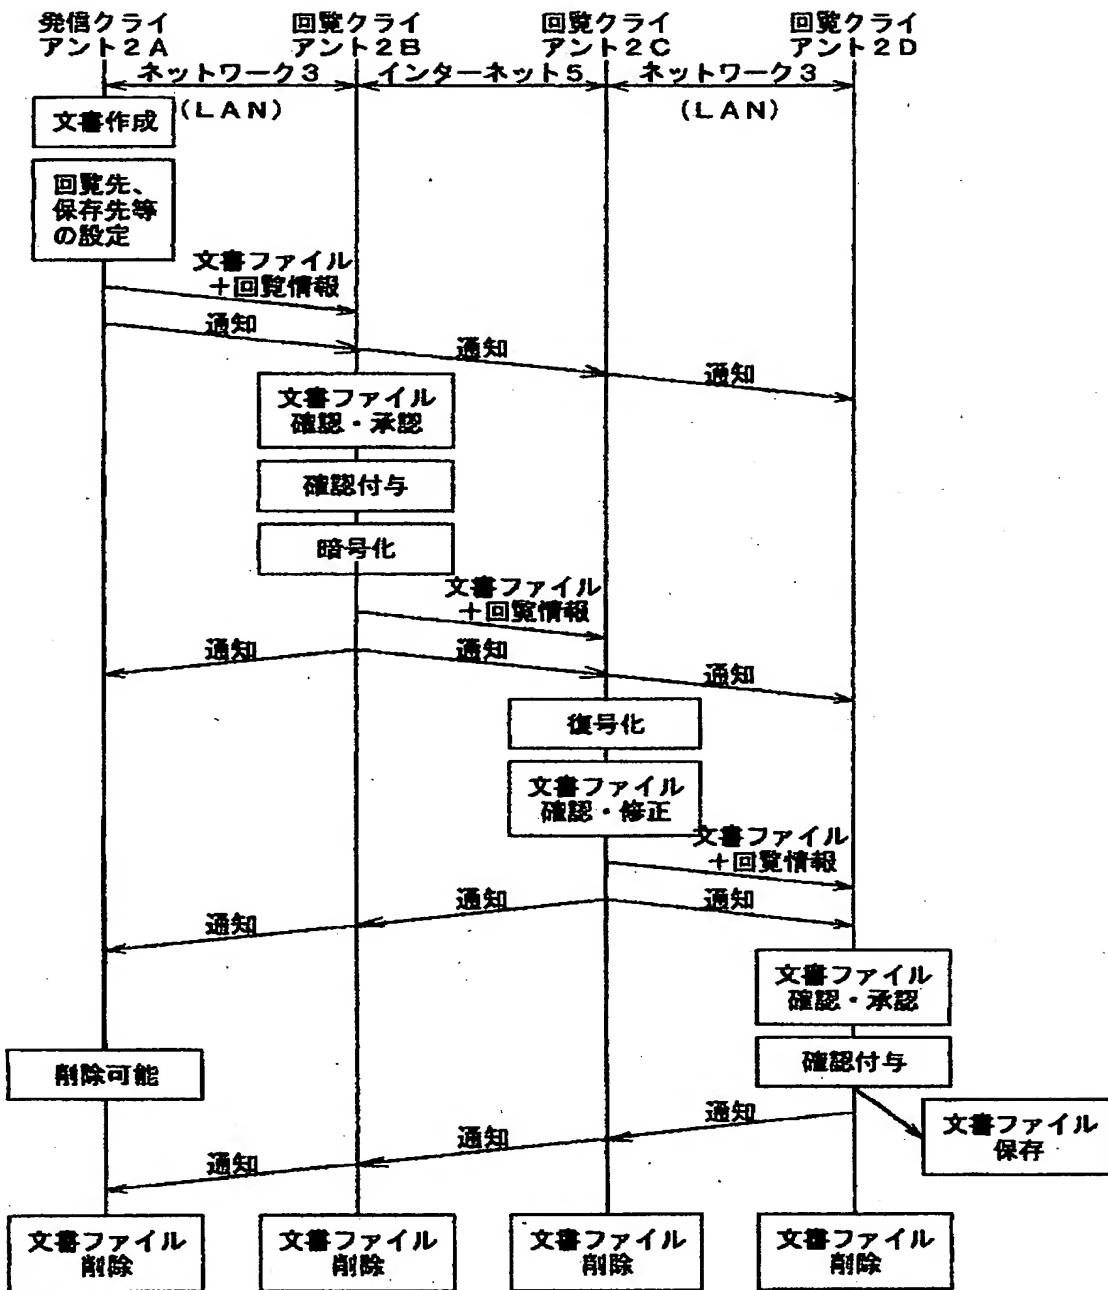 発信クライ
アント２Ａ
回覧クライ
アント２Ｂ
回覧クライ
アント２Ｃ
回覧クライ
アント２Ｄ
ネットワーク３
（ＬＡＮ）
インターネット５
ネットワーク３
（ＬＡＮ）
文書作成
回覧先、
保存先等
の設定
文書ファイル
＋回覧情報
通知
通知
通知
文書ファイル
確認・承認
確認付与
暗号化
文書ファイル
＋回覧情報
通知
通知
通知
復号化
文書ファイル
確認・修正
文書ファイル
＋回覧情報
通知
通知
通知
文書ファイル
確認・承認
削除可能
確認付与
文書ファイル
保存
通知
通知
通知
文書ファイル
削除
文書ファイル
削除
文書ファイル
削除
文書ファイル
削除